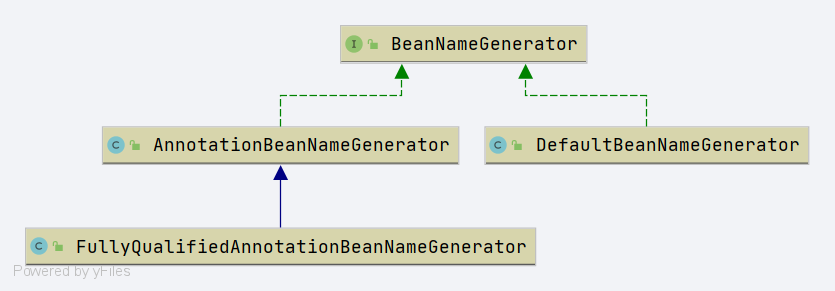 I BeanNameGenerator
C AnnotationBeanNameGenerator
C DefaultBeanNameGenerator
C FullyQualifiedAnnotationBeanNameGenerator
Powered by yFiles